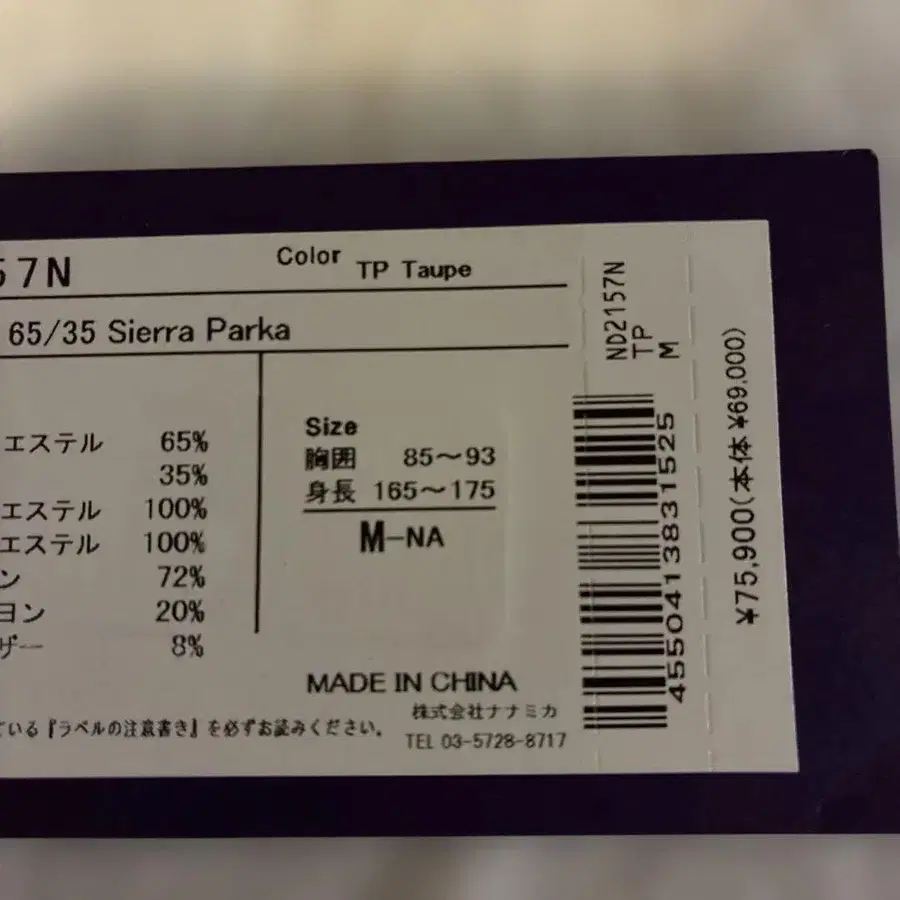 57N
Color
TP Taupe
65/35 Sierra Parka
エステル 65%
35%
エステル 100%
エステル 100%
ン 72%
ヨン 20%
ザー 8%
Size
胸囲 85～93
身長 165～175
M-NA
MADE IN CHINA
株式会社ナナミカ
TEL 03-5728-8717
ている『ラベルの注意書き』を必ずお読みください。
ND2157N
TP
M
4550413831525
¥75,900(本体 ¥69,000)